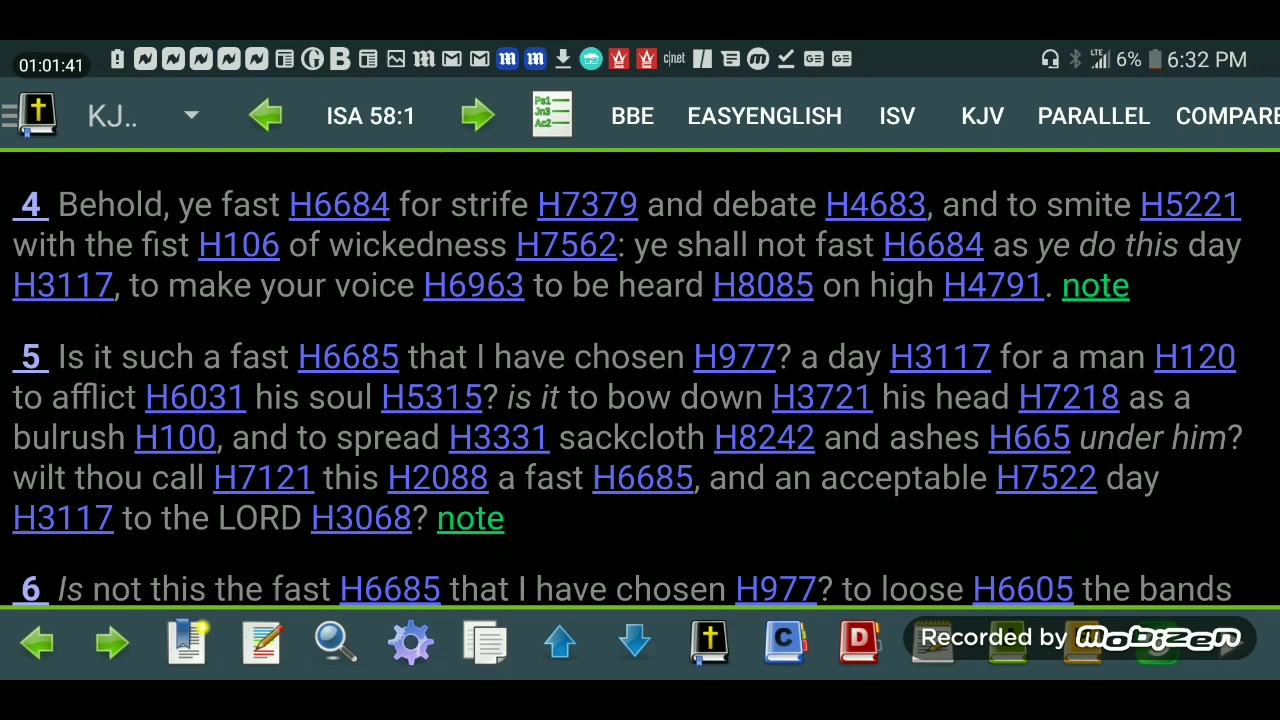 01:01:41 B m m m c|net m GE GE LTE 6% 6:32 PM
KJ.. ISA 58:1 Ps1 Jn3 Ac2 BBE EASYENGLISH ISV KJV PARALLEL COMPARE
4 Behold, ye fast H6684 for strife H7379 and debate H4683, and to smite H5221
with the fist H106 of wickedness H7562: ye shall not fast H6684 as ye do this day
H3117, to make your voice H6963 to be heard H8085 on high H4791. note
5 Is it such a fast H6685 that I have chosen H977? a day H3117 for a man H120
to afflict H6031 his soul H5315? is it to bow down H3721 his head H7218 as a
bulrush H100, and to spread H3331 sackcloth H8242 and ashes H665 under him?
wilt thou call H7121 this H2088 a fast H6685, and an acceptable H7522 day
H3117 to the LORD H3068? note
6 Is not this the fast H6685 that I have chosen H977? to loose H6605 the bands
C D Recorded by mobizen